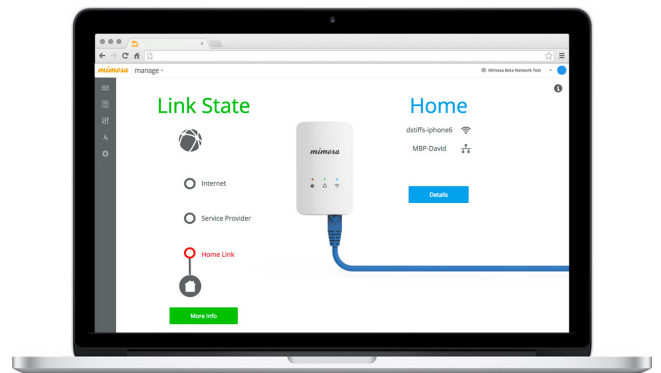 mimosa manage
Mimosa Beta Network Test
Link State
Home
dstiffs-iphone6
MBP-David
mimosa
Internet
Details
Service Provider
Home Link
More Info